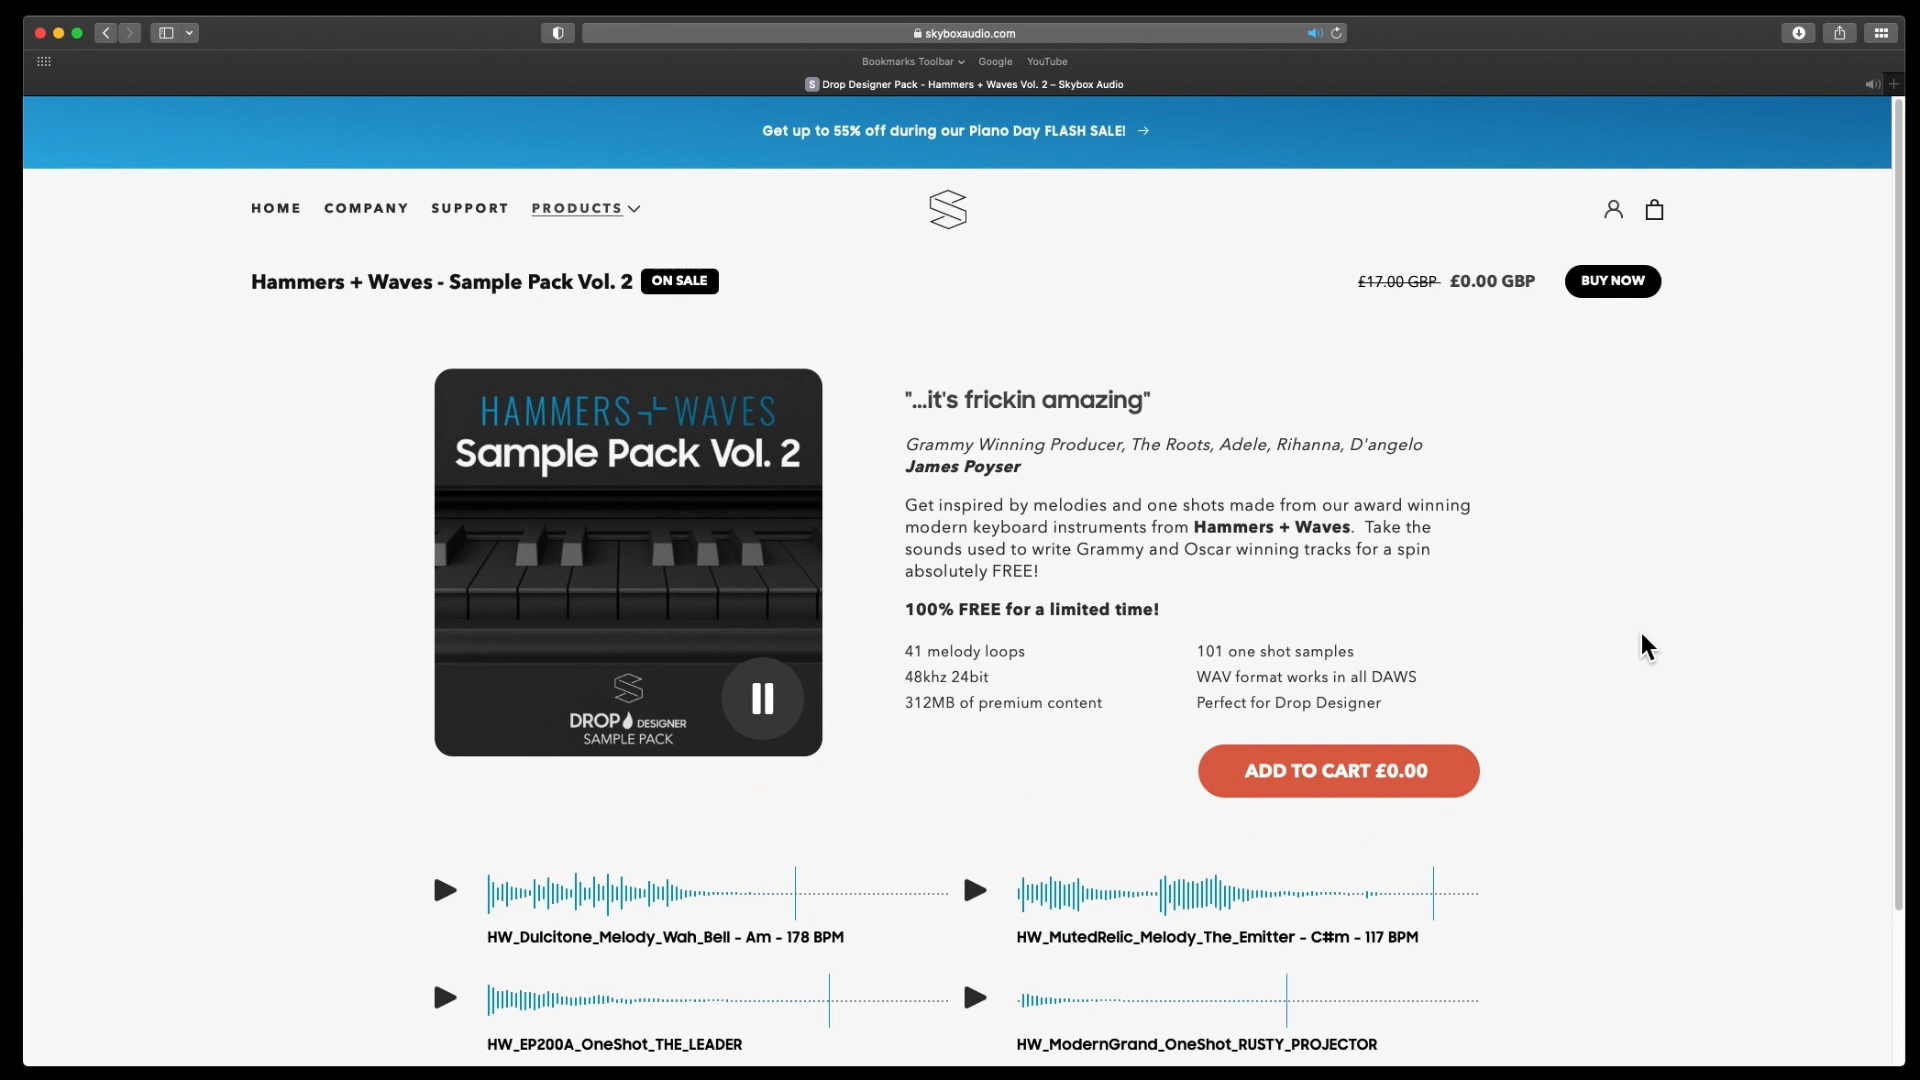 skyboxaudio.com
Bookmarks Toolbar
Google
YouTube
S Drop Designer Pack - Hammers + Waves Vol. 2 – Skybox Audio
Get up to 55% off during our Piano Day FLASH SALE! →
HOME
COMPANY
SUPPORT
PRODUCTS
Hammers + Waves - Sample Pack Vol. 2
ON SALE
£17.00 GBP
£0.00 GBP
BUY NOW
HAMMERS + WAVES
Sample Pack Vol. 2
DROP DESIGNER
SAMPLE PACK
"...it's frickin amazing"
Grammy Winning Producer, The Roots, Adele, Rihanna, D'angelo
James Poyser
Get inspired by melodies and one shots made from our award winning
modern keyboard instruments from Hammers + Waves. Take the
sounds used to write Grammy and Oscar winning tracks for a spin
absolutely FREE!
100% FREE for a limited time!
41 melody loops
101 one shot samples
48khz 24bit
WAV format works in all DAWS
312MB of premium content
Perfect for Drop Designer
ADD TO CART £0.00
HW_Dulcitone_Melody_Wah_Bell - Am - 178 BPM
HW_MutedRelic_Melody_The_Emitter - C#m - 117 BPM
HW_EP200A_OneShot_THE_LEADER
HW_ModernGrand_OneShot_RUSTY_PROJECTOR